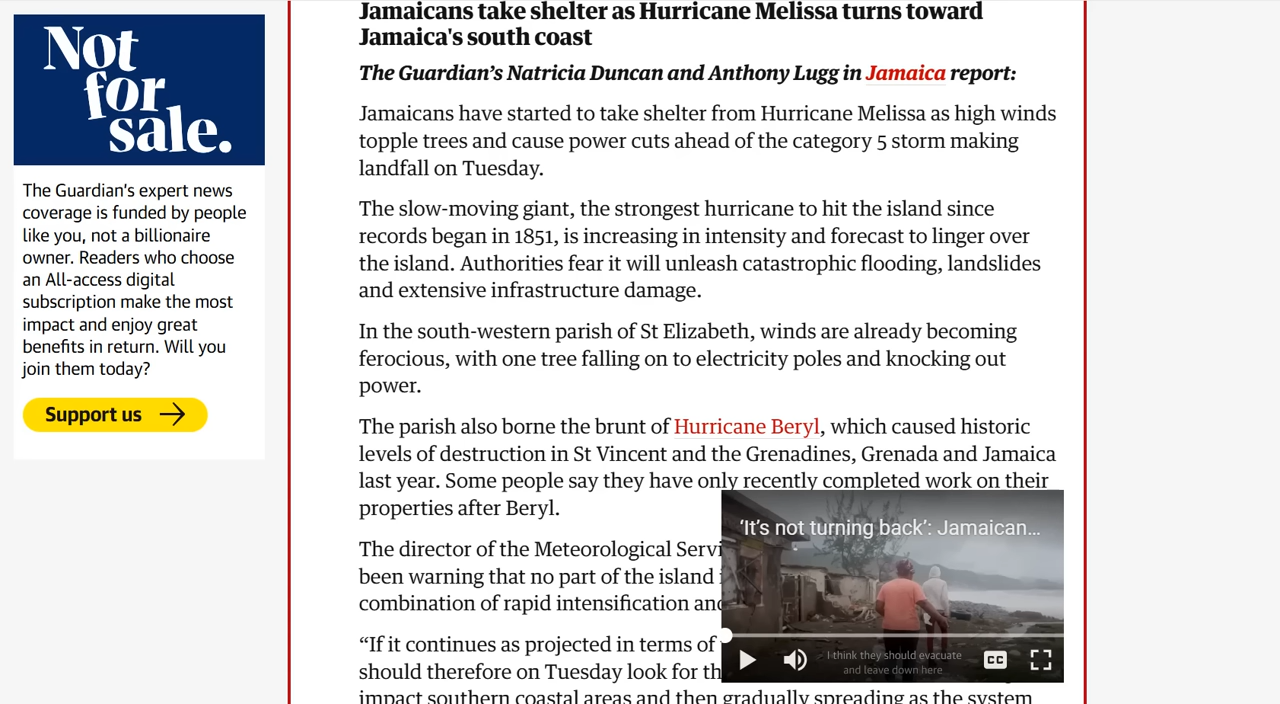 Not
for
sale.
The Guardian's expert news
coverage is funded by people
like you, not a billionaire
owner. Readers who choose
an All-access digital
subscription make the most
impact and enjoy great
benefits in return. Will you
join them today?
Support us
Jamaicans take shelter as Hurricane Melissa turns toward
Jamaica's south coast
The Guardian’s Natricia Duncan and Anthony Lugg in Jamaica report:
Jamaicans have started to take shelter from Hurricane Melissa as high winds
topple trees and cause power cuts ahead of the category 5 storm making
landfall on Tuesday.
The slow-moving giant, the strongest hurricane to hit the island since
records began in 1851, is increasing in intensity and forecast to linger over
the island. Authorities fear it will unleash catastrophic flooding, landslides
and extensive infrastructure damage.
In the south-western parish of St Elizabeth, winds are already becoming
ferocious, with one tree falling on to electricity poles and knocking out
power.
The parish also borne the brunt of Hurricane Beryl, which caused historic
levels of destruction in St Vincent and the Grenadines, Grenada and Jamaica
last year. Some people say they have only recently completed work on their
properties after Beryl.
The director of the Meteorological
been warning that no part of the island
combination of rapid intensification
“If it continues as projected in terms of
should therefore on Tuesday look for
impact southern coastal areas and then gradually spreading as the system
‘It’s not turning back’: Jamaican...
I think they should evacuate
and leave down here
CC